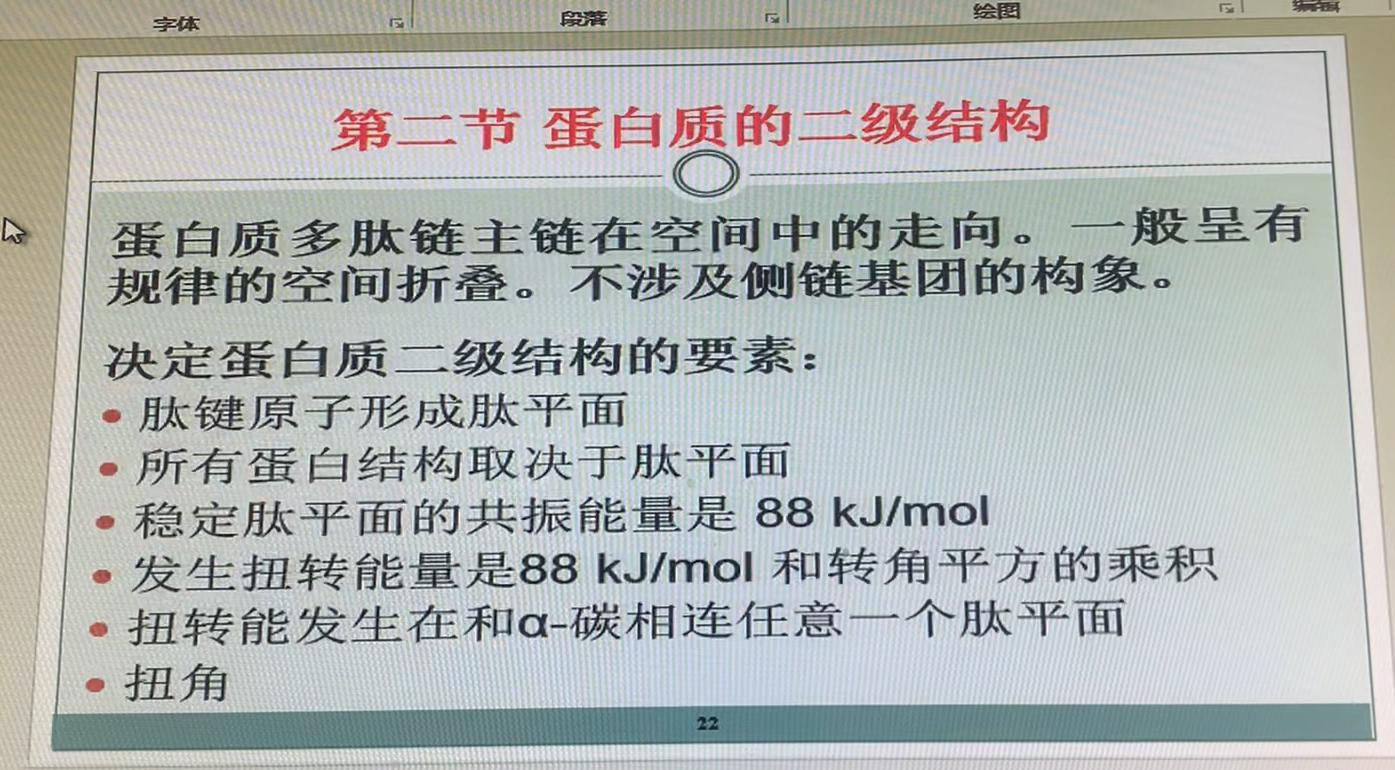 字体
段落
绘图
编辑
第二节 蛋白质的二级结构
蛋白质多肽链主链在空间中的走向。一般呈有
规律的空间折叠。不涉及侧链基团的构象。
决定蛋白质二级结构的要素：
• 肽键原子形成肽平面
• 所有蛋白结构取决于肽平面
• 稳定肽平面的共振能量是 88 kJ/mol
• 发生扭转能量是88 kJ/mol 和转角平方的乘积
• 扭转能发生在和α-碳相连任意一个肽平面
• 扭角
22